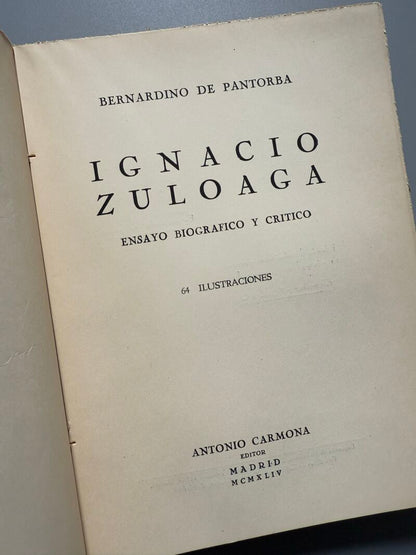 BERNARDINO DE PANTORBA
IGNACIO
ZULOAGA
ENSAYO BIOGRAFICO Y CRITICO
64 ILUSTRACIONES
ANTONIO CARMONA
EDITOR
MADRID
MCMXLIV